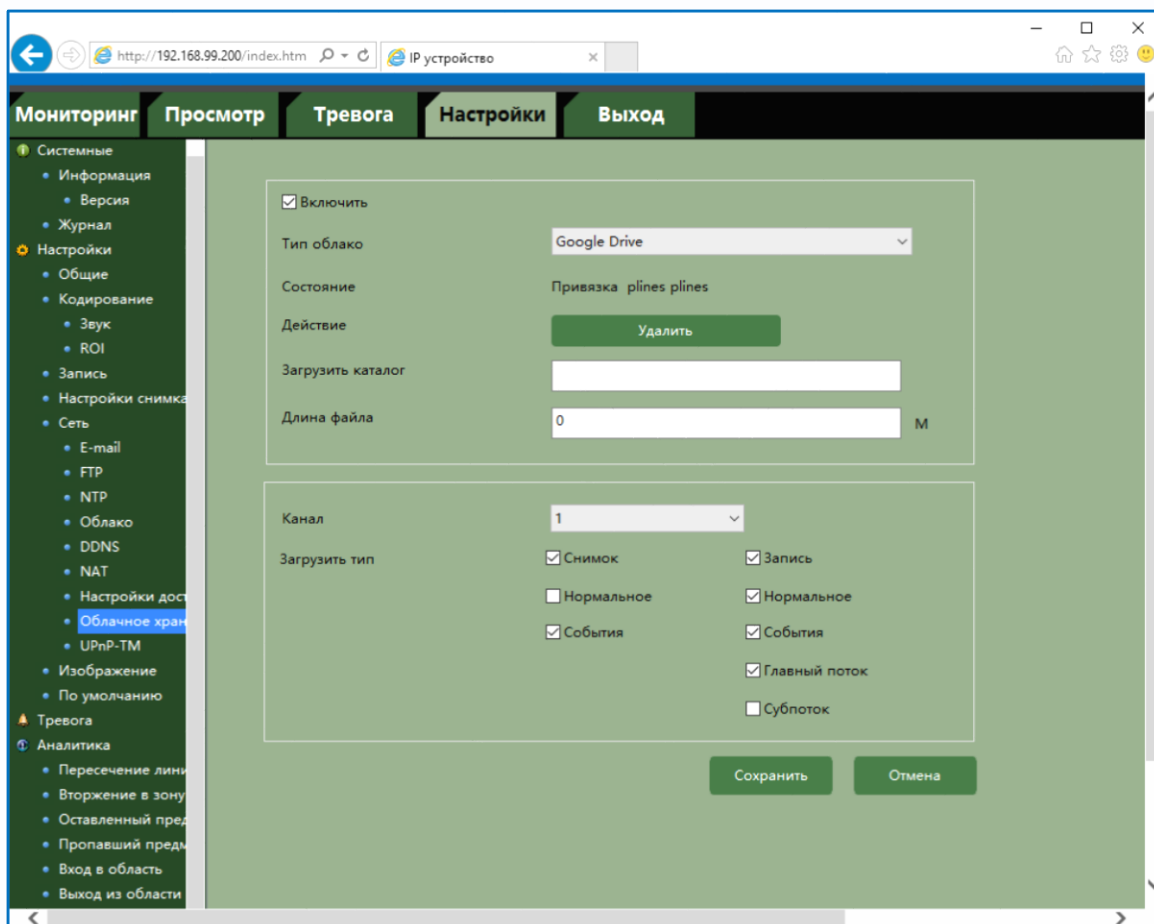 http://192.168.99.200/index.htm
IP устройство
Мониторинг Просмотр Тревога Настройки Выход
Системные
Информация
Версия
Журнал
Настройки
Общие
Кодирование
Звук
ROI
Запись
Настройки снимка
Сеть
E-mail
FTP
NTP
Облако
DDNS
NAT
Настройки дост
Облачное хран
UPnP-TM
Изображение
По умолчанию
Тревога
Аналитика
Пересечение лини
Вторжение в зону
Оставленный пред
Пропавший предм
Вход в область
Выход из области
Включить
Тип облако Google Drive
Состояние Привязка plines plines
Действие Удалить
Загрузить каталог
Длина файла 0 M
Канал 1
Загрузить тип Снимок Запись
Нормальное Нормальное
События События
Главный поток
Субпоток
Сохранить Отмена